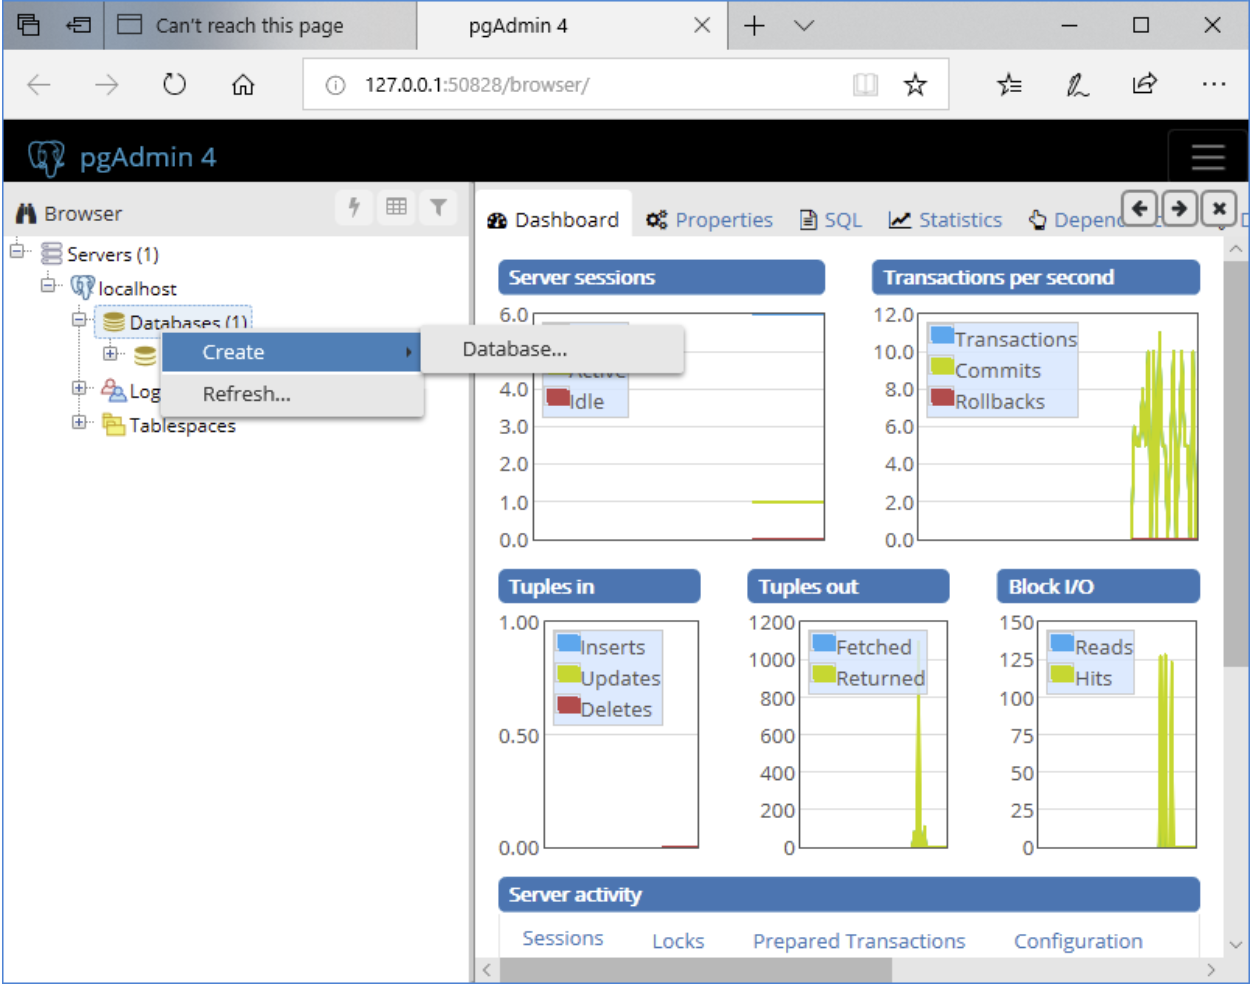 Can't reach this page
pgAdmin 4
127.0.0.1:50828/browser/
pgAdmin 4
Browser
Servers (1)
localhost
Databases (1)
Create
Database...
Refresh...
Log
Tablespaces
Dashboard
Properties
SQL
Statistics
Depen
D
Server sessions
6.0
4.0
3.0
2.0
1.0
0.0
Active
Idle
Transactions per second
12.0
10.0
8.0
6.0
4.0
2.0
0.0
Transactions
Commits
Rollbacks
Tuples in
1.00
0.50
0.00
Inserts
Updates
Deletes
Tuples out
1200
1000
800
600
400
200
0
Fetched
Returned
Block I/O
150
125
100
75
50
25
0
Reads
Hits
Server activity
Sessions Locks Prepared Transactions Configuration